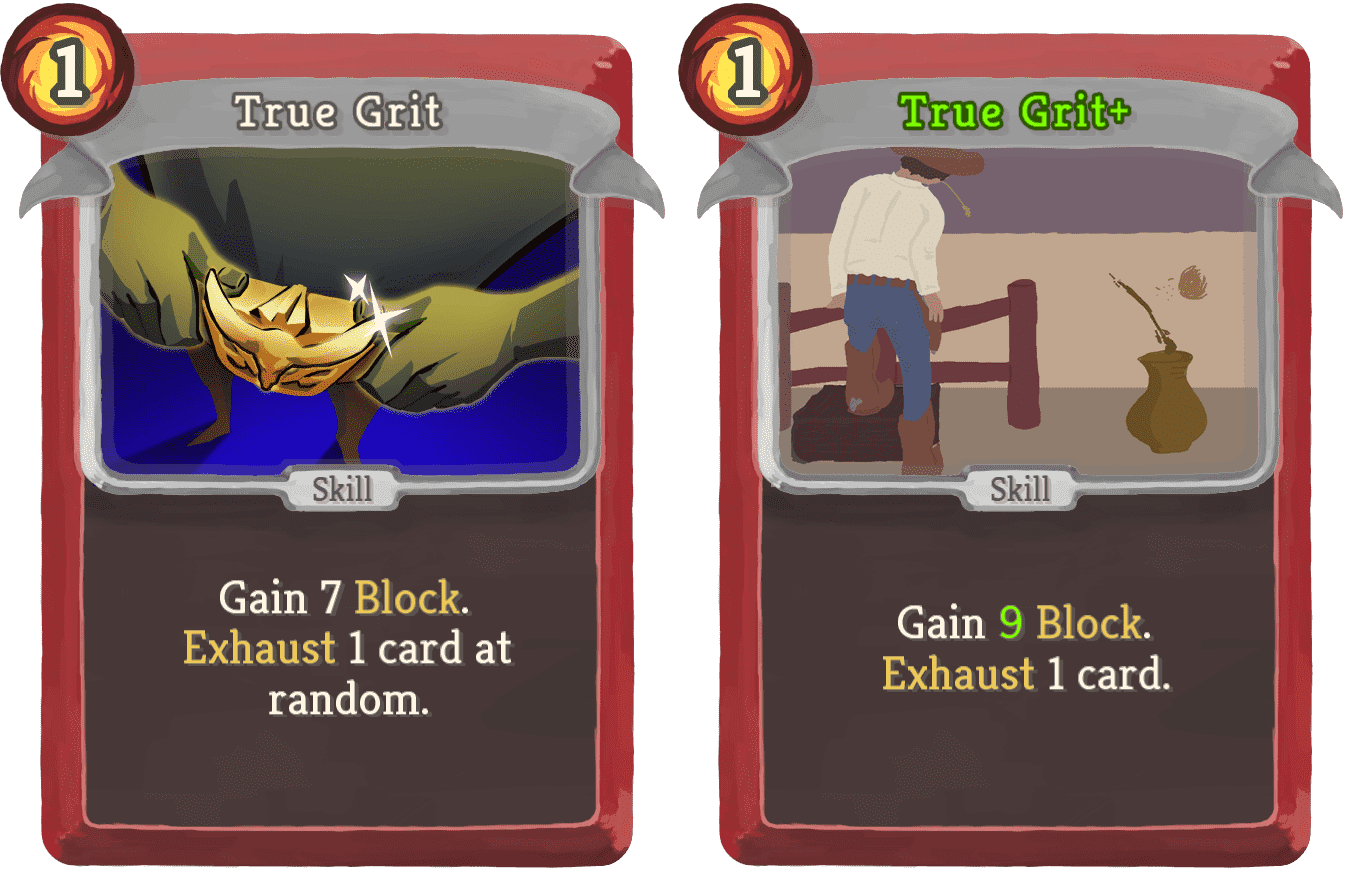 1
True Grit
Skill
Gain 7 Block.
Exhaust 1 card at
random.
1
True Grit+
Skill
Gain 9 Block.
Exhaust 1 card.